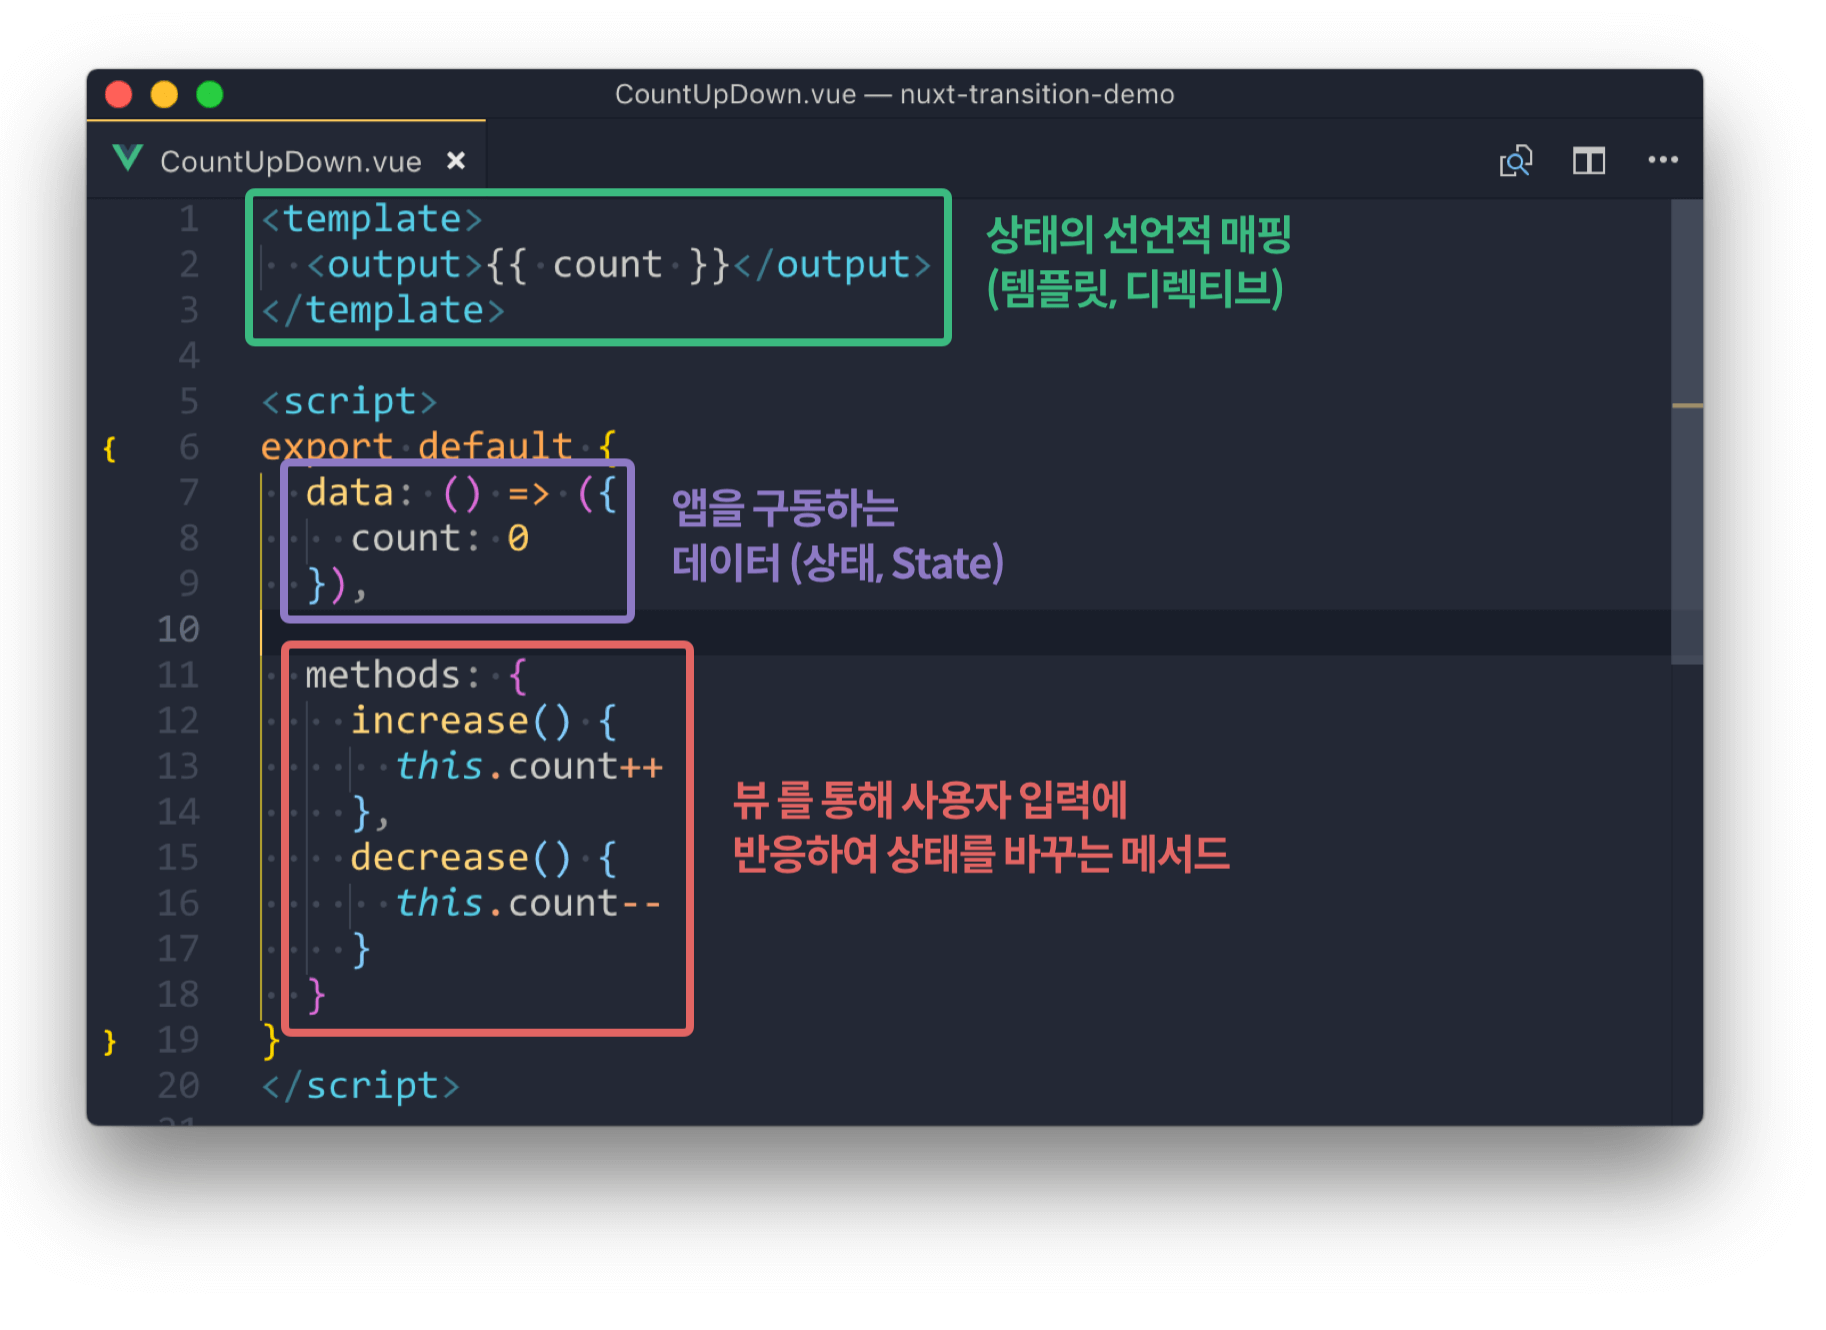 CountUpDown.vue — nuxt-transition-demo
CountUpDown.vue ×
1 <template>
2   <output>{{ count }}</output>
3 </template>
상태의 선언적 매핑
(템플릿, 디렉티브)
4
5 <script>
{ 6 export default {
7   data: () => ({
8     count: 0
9   }),
앱을 구동하는
데이터 (상태, State)
10
11   methods: {
12     increase() {
13       this.count++
14     },
15     decrease() {
16       this.count--
17     }
18   }
뷰 를 통해 사용자 입력에
반응하여 상태를 바꾸는 메서드
} 19 }
20 </script>
21